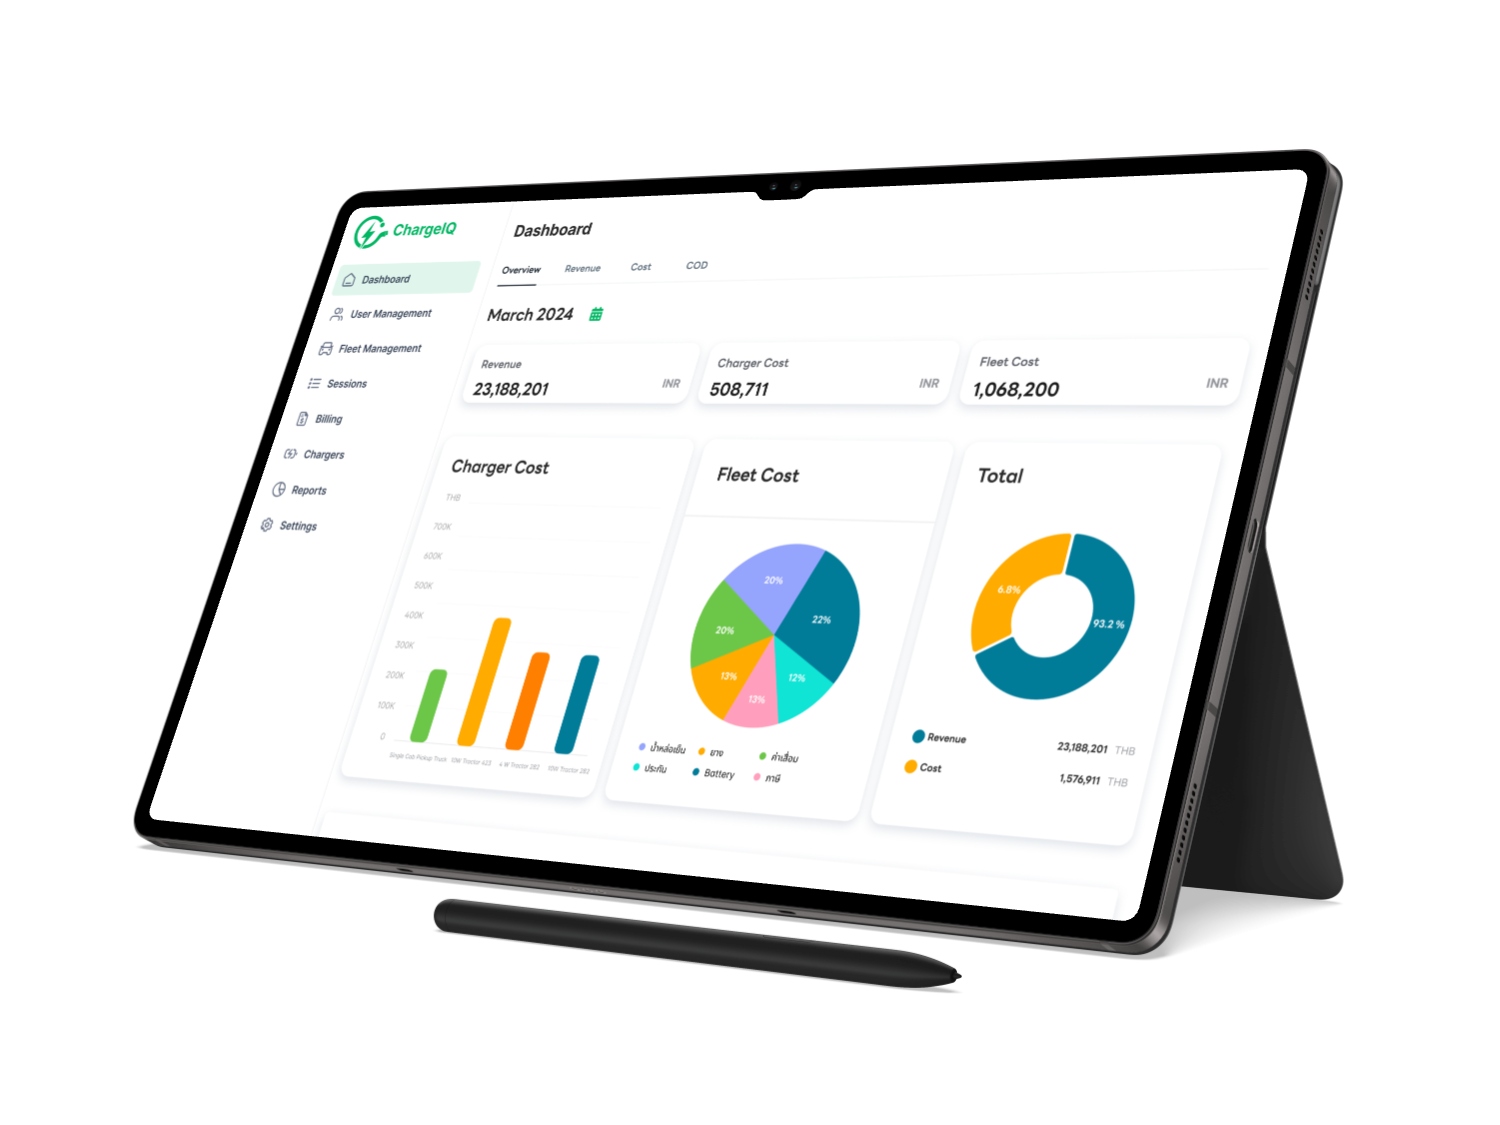 ChargeIQ
Dashboard
User Management
Fleet Management
Sessions
Billing
Chargers
Reports
Settings
Dashboard
Overview Revenue Cost COD
March 2024
Revenue
23,188,201 INR
Charger Cost
508,711 INR
Fleet Cost
1,068,200 INR
Charger Cost
THB
700K
600K
500K
400K
300K
200K
100K
0
Single Cab Pickup Truck 10W Tractor 423 4 W Tractor 282 10W Tractor 282
Fleet Cost
20%
22%
20%
13%
13%
12%
น้ำหล่อเย็น ยาง ค่าเสื่อม
ประกัน Battery ภาษี
Total
6.8%
93.2 %
Revenue 23,188,201 THB
Cost 1,576,911 THB